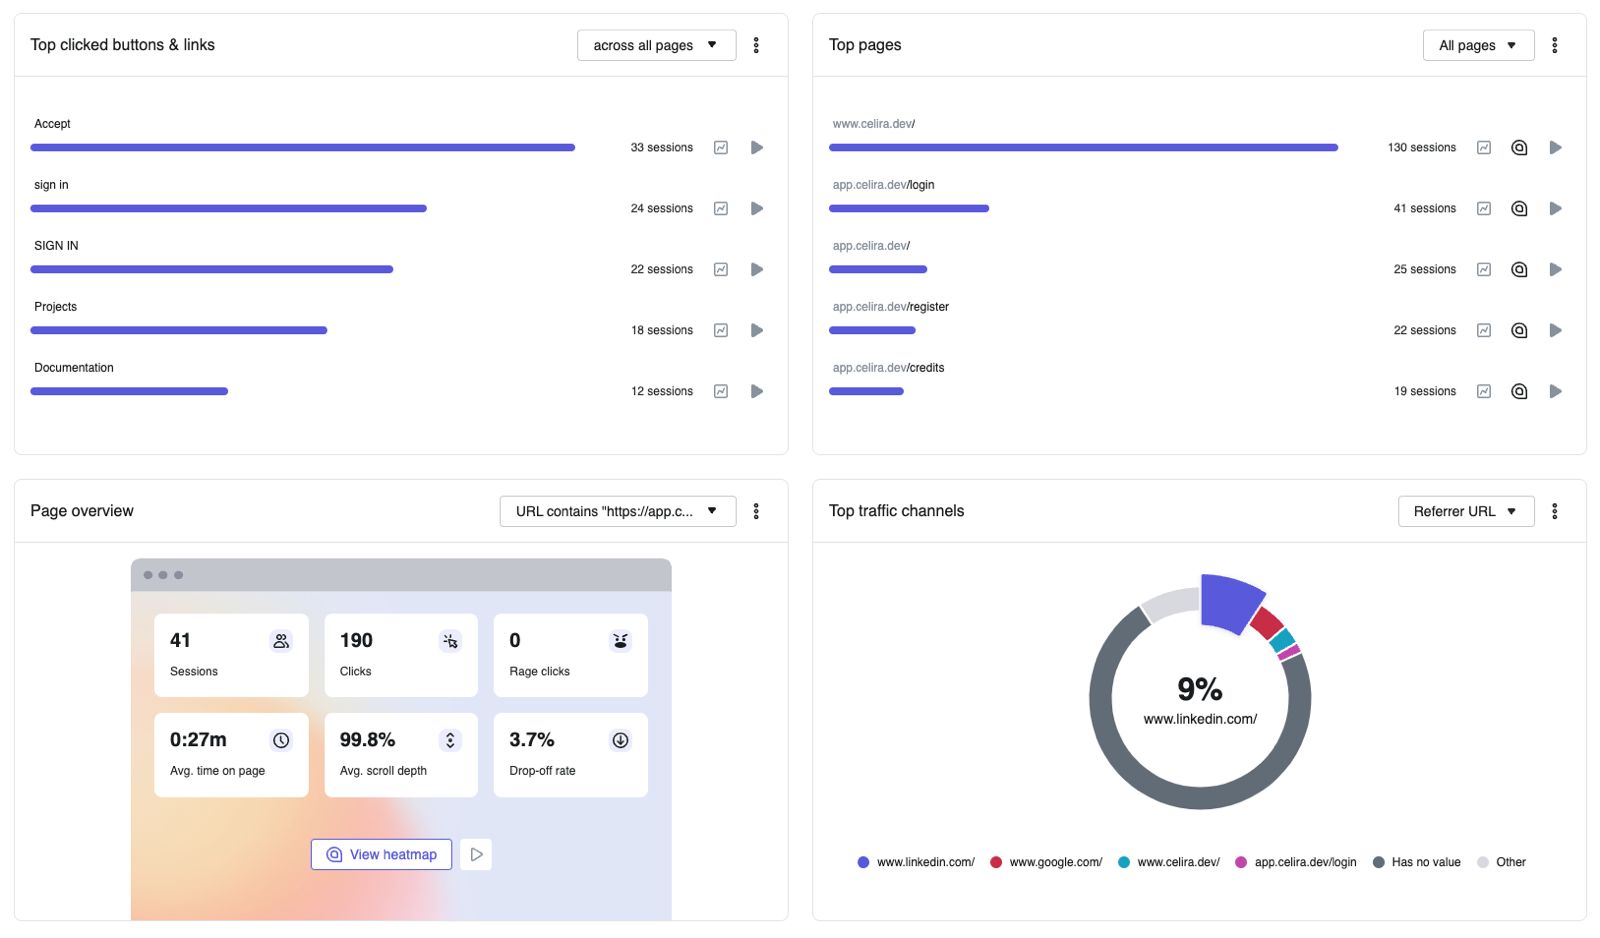 Top clicked buttons & links
across all pages
Accept
33 sessions
sign in
24 sessions
SIGN IN
22 sessions
Projects
18 sessions
Documentation
12 sessions
Top pages
All pages
www.celira.dev/
130 sessions
app.celira.dev/login
41 sessions
app.celira.dev/
25 sessions
app.celira.dev/register
22 sessions
app.celira.dev/credits
19 sessions
Page overview
URL contains "https://app.c...
41
Sessions
190
Clicks
0
Rage clicks
0:27m
Avg. time on page
99.8%
Avg. scroll depth
3.7%
Drop-off rate
View heatmap
Top traffic channels
Referrer URL
9%
www.linkedin.com/
www.linkedin.com/ www.google.com/ www.celira.dev/ app.celira.dev/login Has no value Other